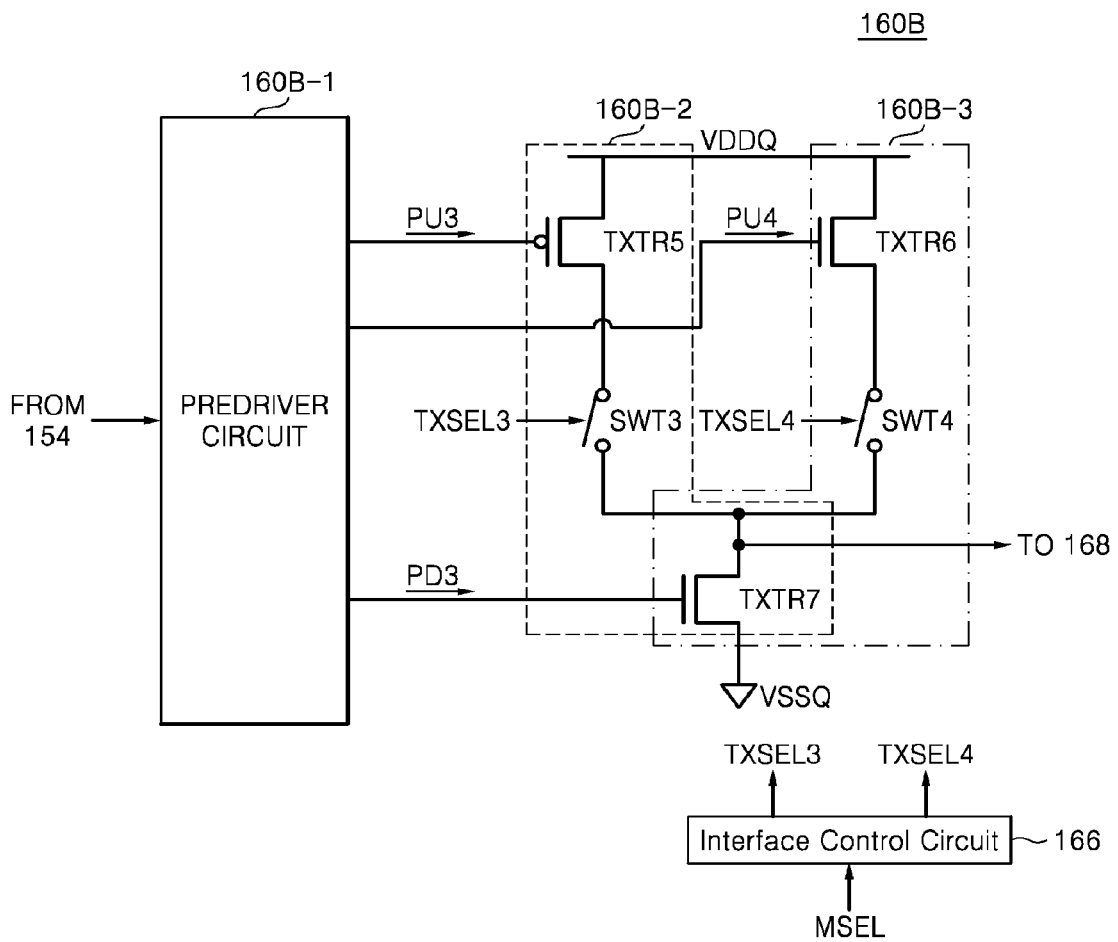 160B
160B-1
160B-2
160B-3
VDDQ
PU3
TXTR5
PU4
TXTR6
FROM
154
PREDRIVER
CIRCUIT
TXSEL3
SWT3
TXSEL4
SWT4
TO 168
PD3
TXTR7
VSSQ
TXSEL3
TXSEL4
Interface Control Circuit
166
MSEL